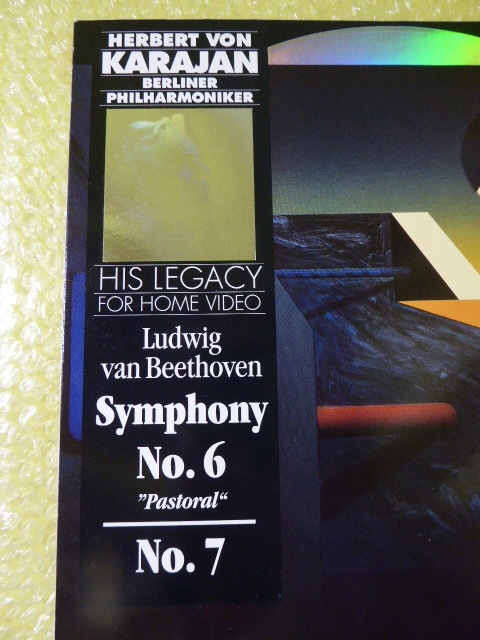 HERBERT VON
KARAJAN
BERLINER
PHILHARMONIKER
HIS LEGACY
FOR HOME VIDEO
Ludwig
van Beethoven
Symphony
No. 6
”Pastoral“
No. 7